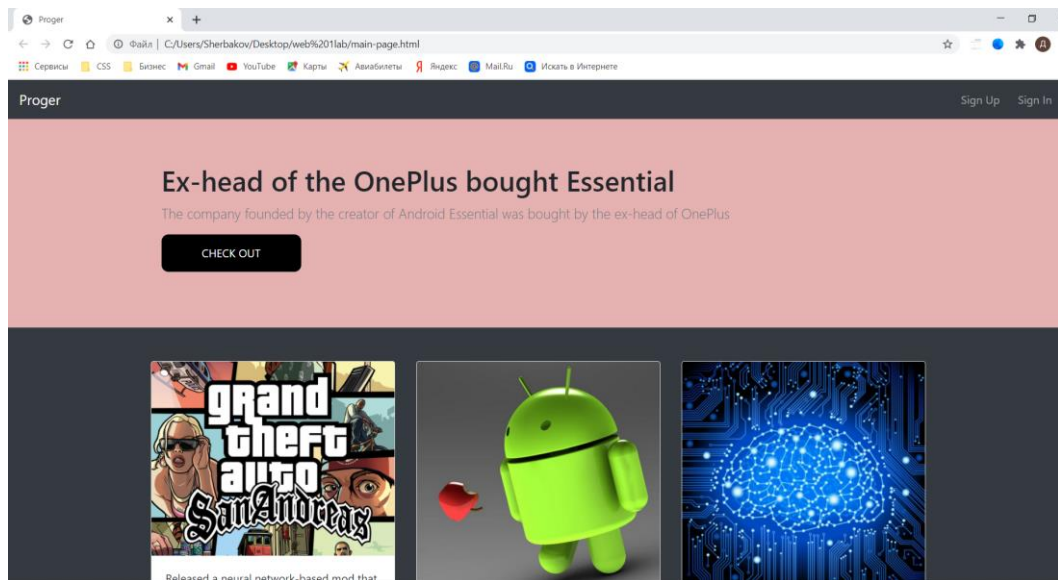 Proger
Файл | C:/Users/Sherbakov/Desktop/web%201lab/main-page.html
Д
Сервисы CSS Бизнес Gmail YouTube Карты Авиабилеты Яндекс Mail.Ru Искать в Интернете
Proger Sign Up Sign In
Ex-head of the OnePlus bought Essential
The company founded by the creator of Android Essential was bought by the ex-head of OnePlus
CHECK OUT
grand
theft
auto
San Andreas
Released a neural network-based mod that